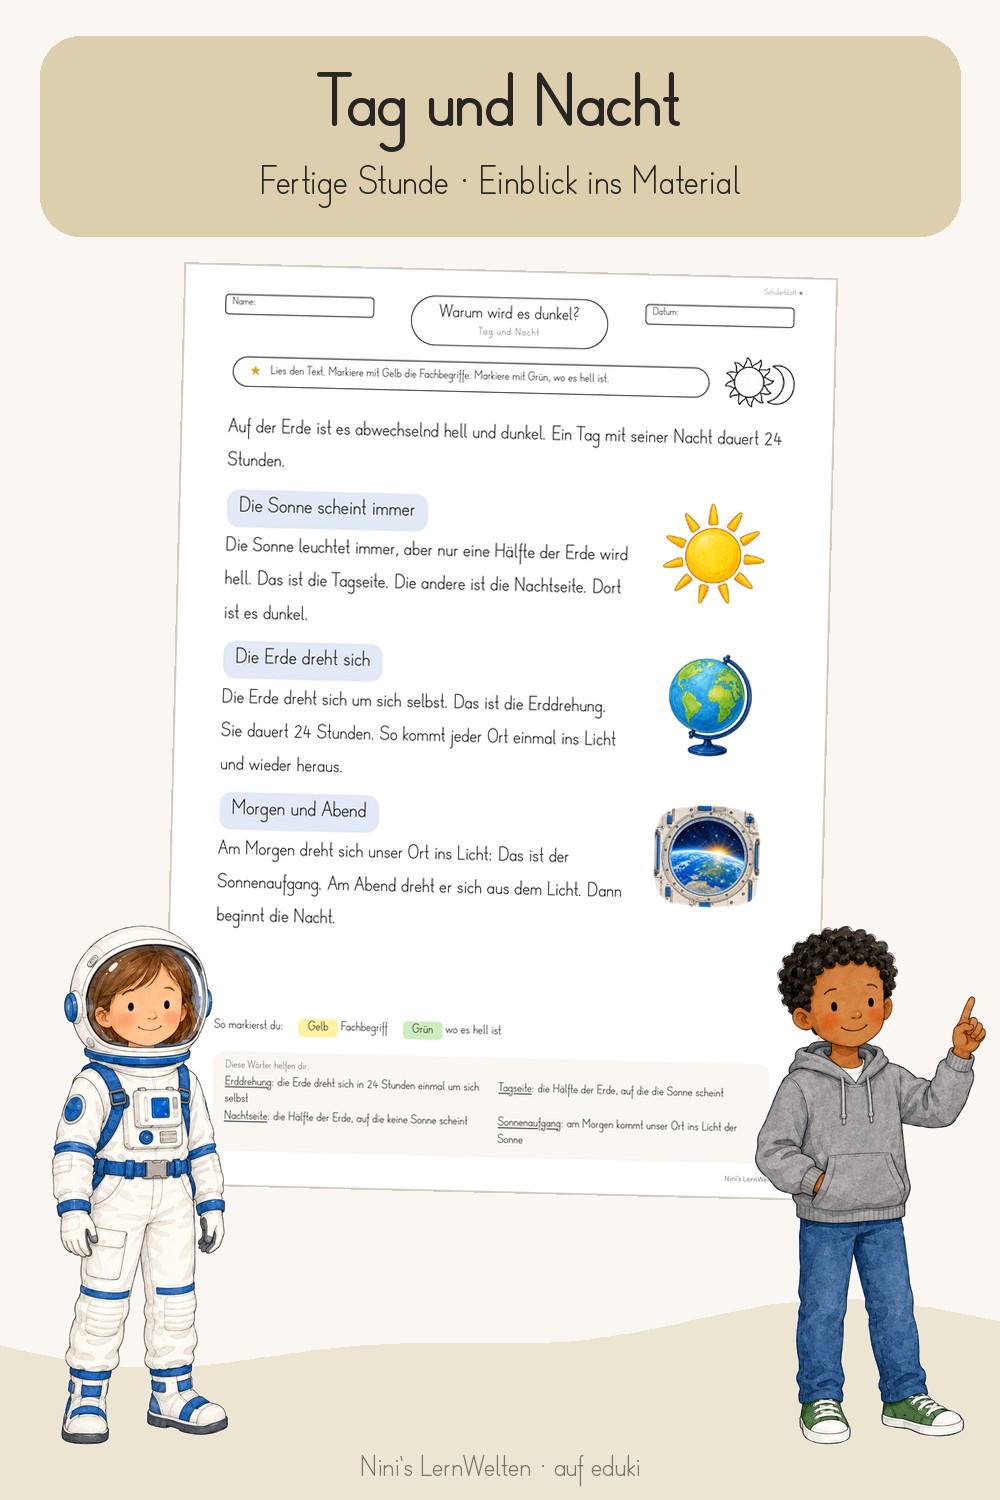 Tag und Nacht
Fertige Stunde · Einblick ins Material
Schülerblatt ★
Name:
Warum wird es dunkel?
Tag und Nacht
Datum:
★ Lies den Text. Markiere mit Gelb die Fachbegriffe. Markiere mit Grün, wo es hell ist.
Auf der Erde ist es abwechselnd hell und dunkel. Ein Tag mit seiner Nacht dauert 24
Stunden.
Die Sonne scheint immer
Die Sonne leuchtet immer, aber nur eine Hälfte der Erde wird
hell. Das ist die Tagseite. Die andere ist die Nachtseite. Dort
ist es dunkel.
Die Erde dreht sich
Die Erde dreht sich um sich selbst. Das ist die Erddrehung.
Sie dauert 24 Stunden. So kommt jeder Ort einmal ins Licht
und wieder heraus.
Morgen und Abend
Am Morgen dreht sich unser Ort ins Licht: Das ist der
Sonnenaufgang. Am Abend dreht er sich aus dem Licht. Dann
beginnt die Nacht.
So markierst du: Gelb Fachbegriff Grün wo es hell ist
Diese Wörter helfen dir:
Erddrehung: die Erde dreht sich in 24 Stunden einmal um sich
selbst
Tagseite: die Hälfte der Erde, auf die die Sonne scheint
Nachtseite: die Hälfte der Erde, auf die keine Sonne scheint
Sonnenaufgang: am Morgen kommt unser Ort ins Licht der
Sonne
Nini's
Nini's LernWelten · auf eduki